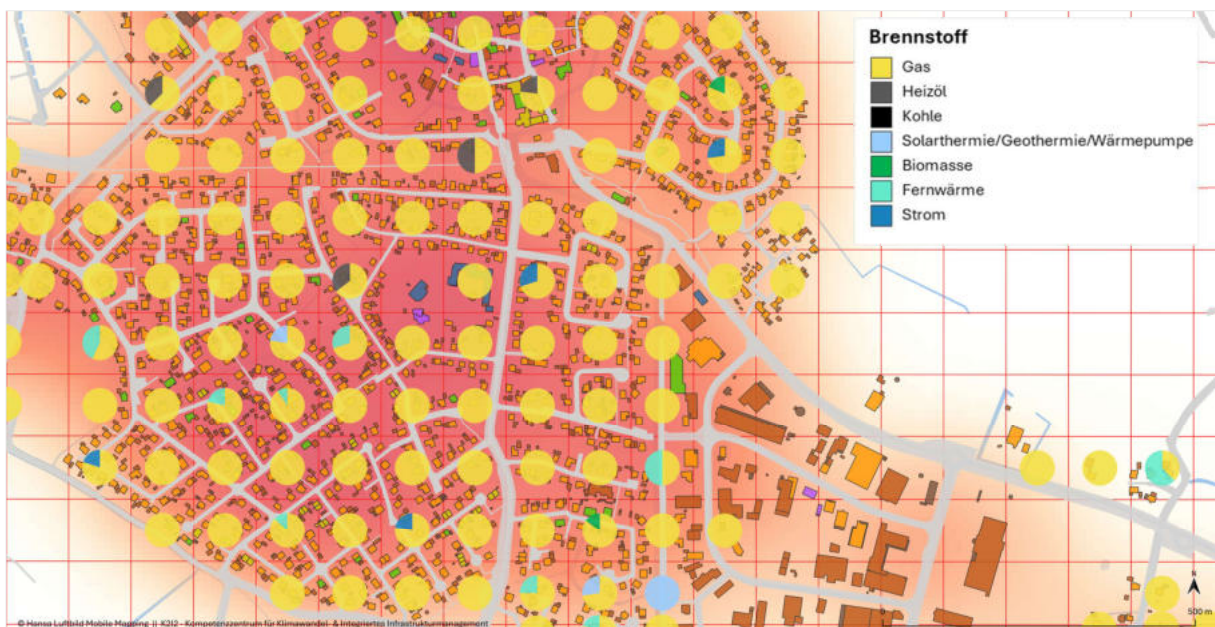 Brennstoff
Gas
Heizöl
Kohle
Solarthermie/Geothermie/Wärmepumpe
Biomasse
Fernwärme
Strom
N
500 m
© Hansa Luftbild Mobile Mapping || K2I2 - Kompetenzzentrum für Klimawandel- & Integriertes Infrastrukturmanagement